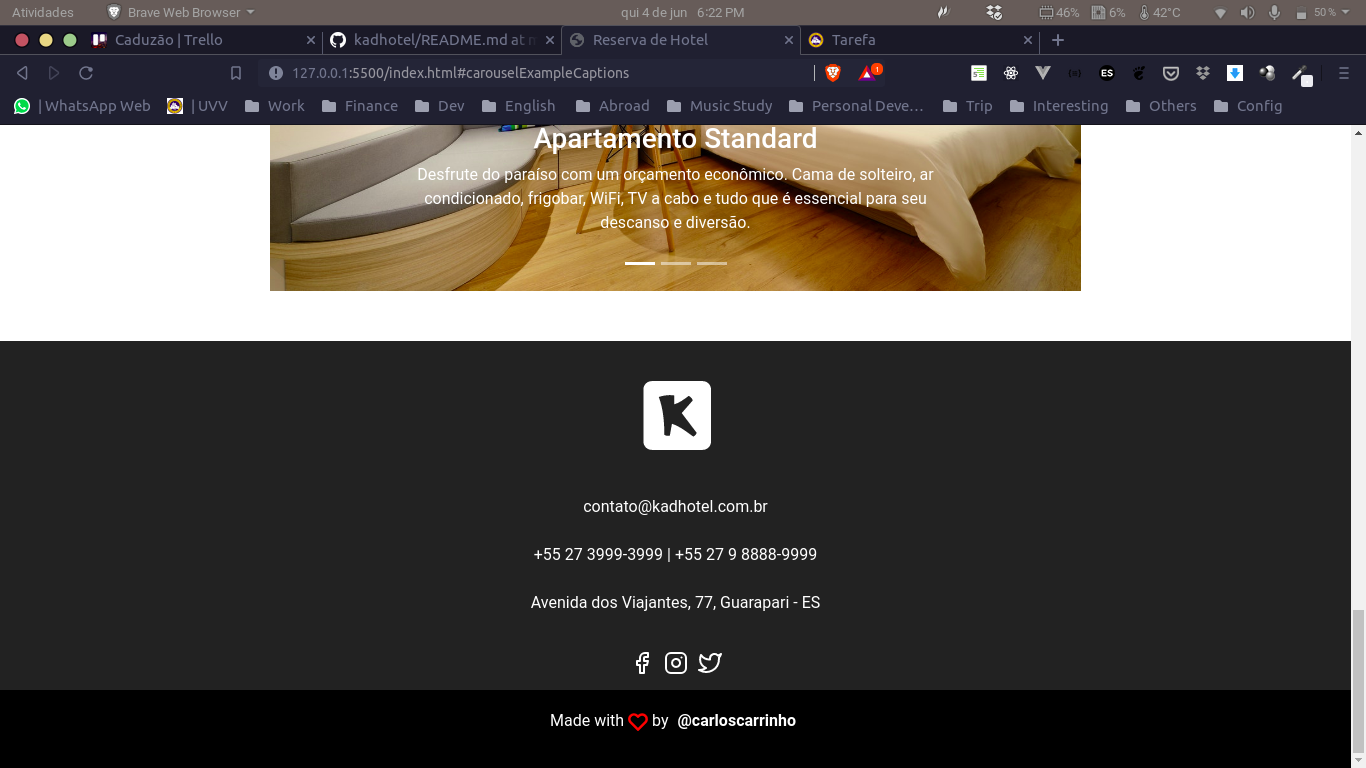 Atividades
Brave Web Browser
qui 4 de jun 6:22 PM
46%
6%
42°C
50 %
Caduzão | Trello
kadhotel/README.md at
Reserva de Hotel
Tarefa
127.0.0.1:5500/index.html#carouselExampleCaptions
1
ES
| WhatsApp Web
| UVV
Work
Finance
Dev
English
Abroad
Music Study
Personal Deve…
Trip
Interesting
Others
Config
Apartamento Standard
Desfrute do paraíso com um orçamento econômico. Cama de solteiro, ar
condicionado, frigobar, WiFi, TV a cabo e tudo que é essencial para seu
descanso e diversão.
K
contato@kadhotel.com.br
+55 27 3999-3999 | +55 27 9 8888-9999
Avenida dos Viajantes, 77, Guarapari - ES
Made with by @carloscarrinho